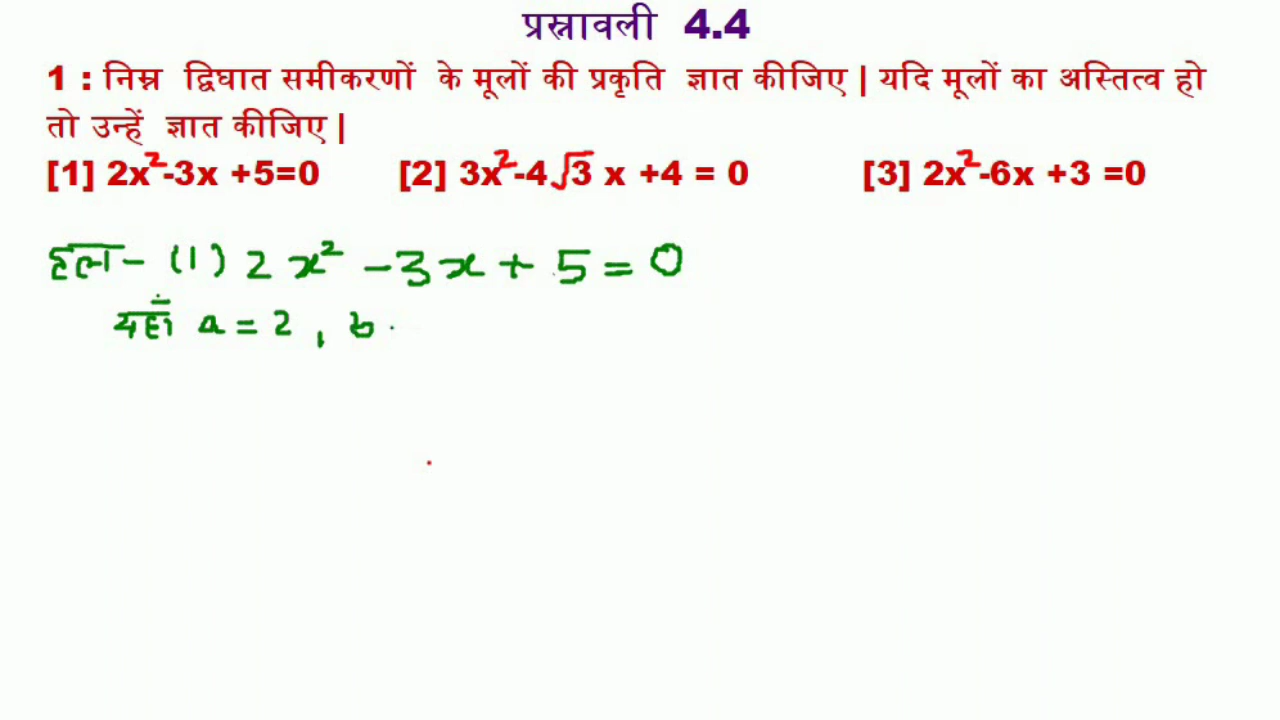 प्रस्नावली 4.4
1 : निम्न द्विघात समीकरणों के मूलों की प्रकृति ज्ञात कीजिए | यदि मूलों का अस्तित्व हो
तो उन्हें ज्ञात कीजिए |
[1] 2x²-3x +5=0 [2] 3x²-4√3 x +4 = 0 [3] 2x²-6x +3 =0
हल - (1) 2x² - 3x + 5 = 0
यहाँ a = 2 , b